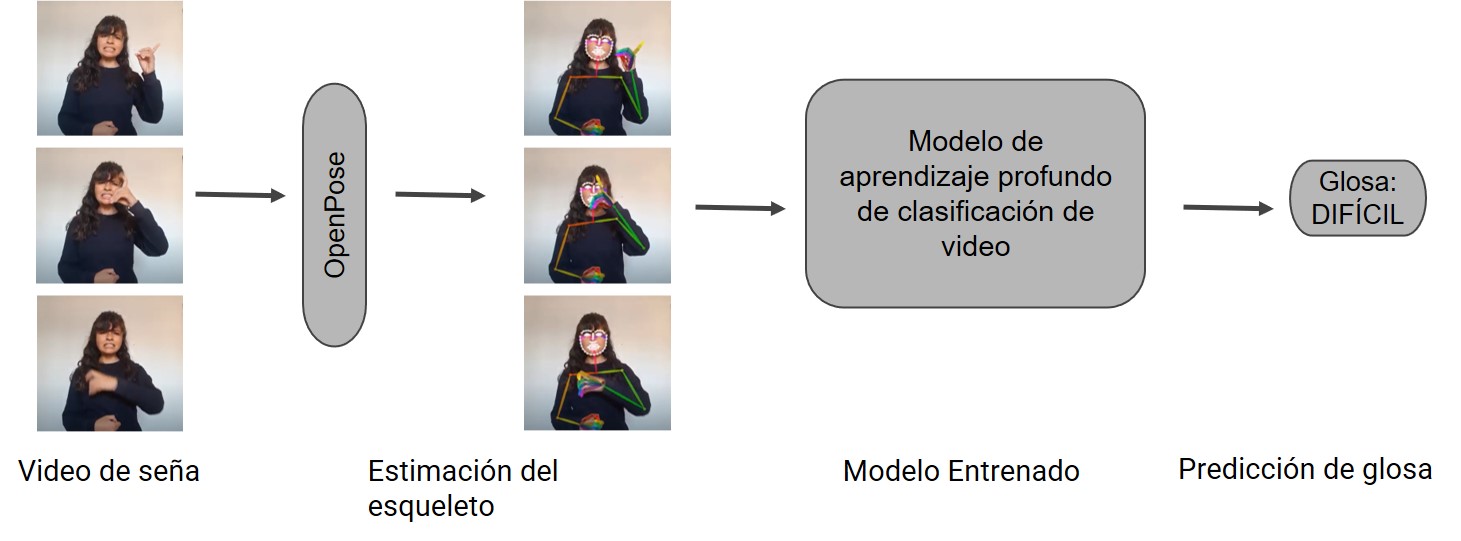 OpenPose
Modelo de
aprendizaje profundo
de clasificación de
video
Glosa:
DIFÍCIL
Video de seña
Estimación del
esqueleto
Modelo Entrenado
Predicción de glosa